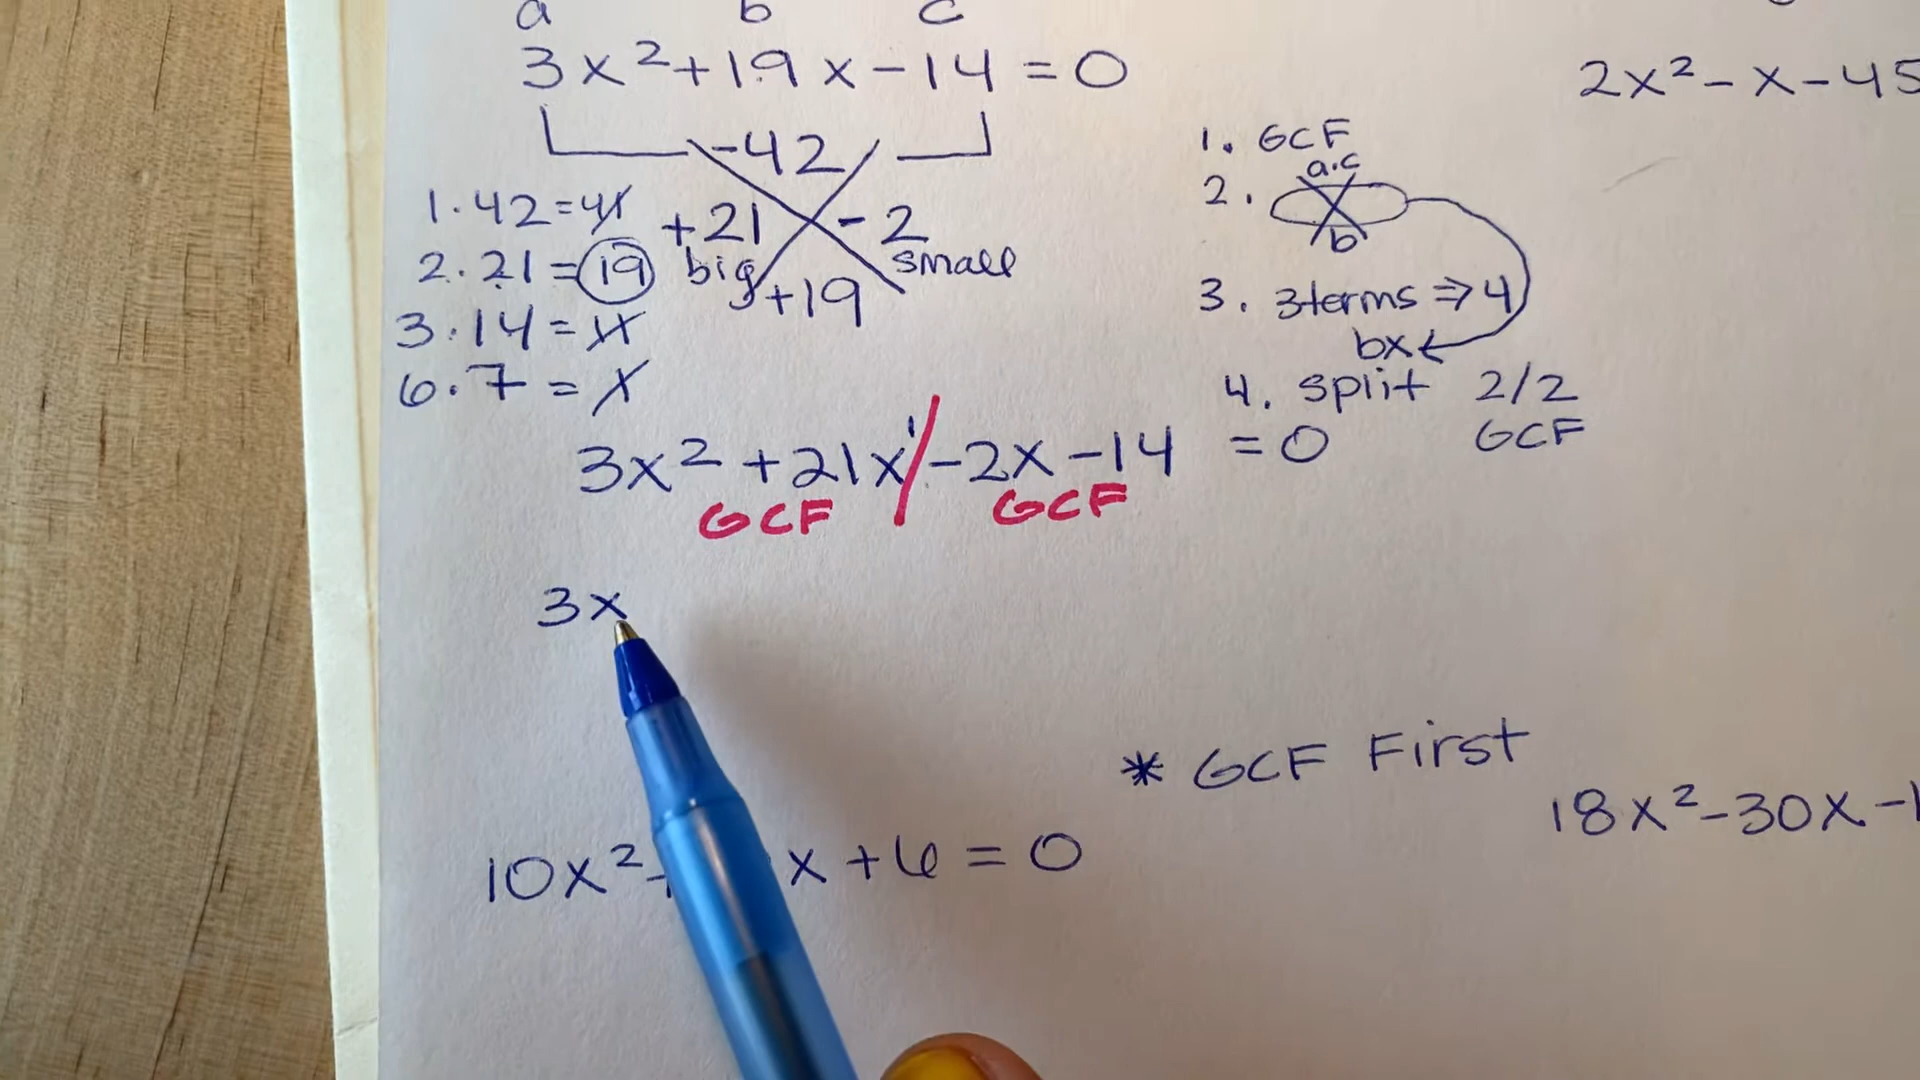 a b c
3x²+19x-14=0
-42
1·42=41
+21 -2
2·21=19 big small
+19
3·14=11
6·7=1
3x²+21x-2x-14 =0
GCF GCF
3x
10x² x+6=0
2x²-x-45
1. GCF
a·c
2.
b
3. 3terms ⇒ 4
bx ←
4. split 2/2
GCF
* GCF First
18x²-30x-1